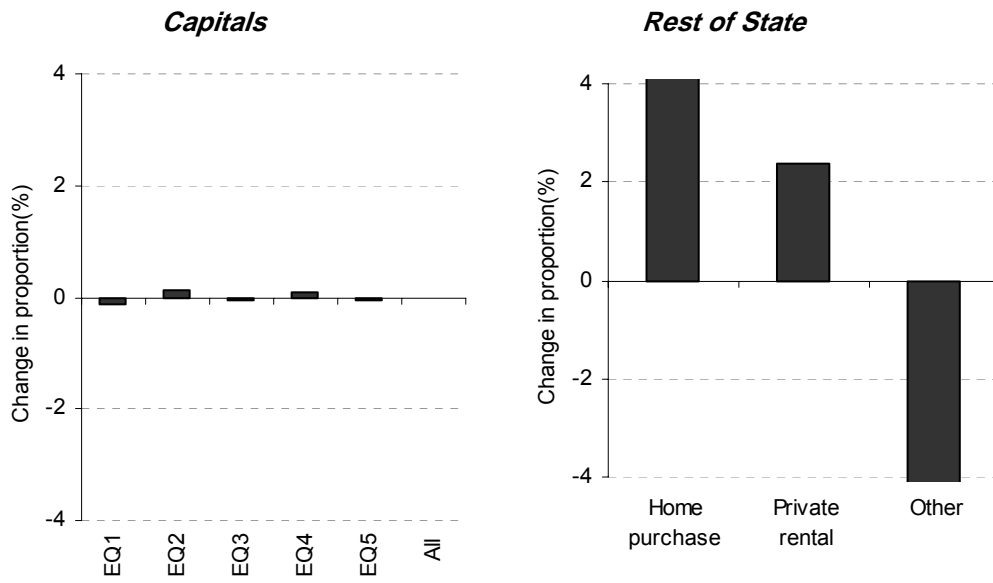 Capitals
Change in proportion(%)
4
2
0
-2
-4
EQ1
EQ2
EQ3
EQ4
EQ5
All
Rest of State
Change in proportion(%)
4
2
0
-2
-4
Home
purchase
Private
rental
Other